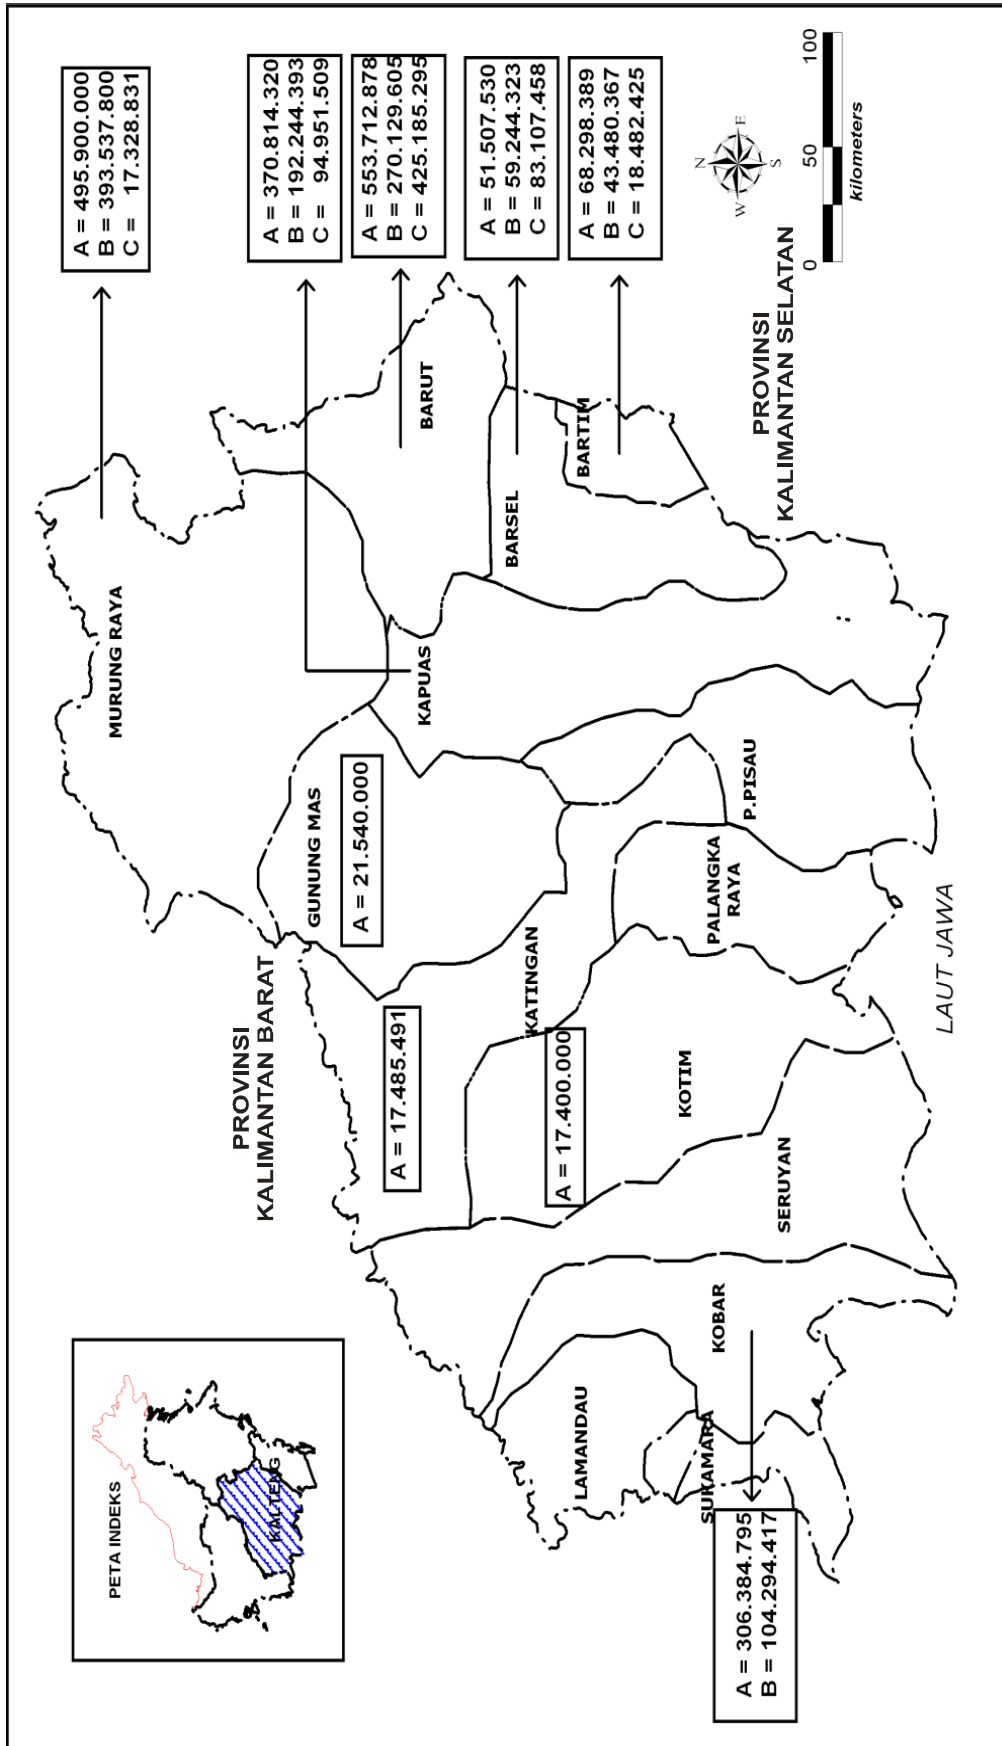 A = 495.900.000
B = 393.537.800
C = 17.328.831
A = 370.814.320
B = 192.244.393
C = 94.951.509
A = 553.712.878
B = 270.129.605
C = 425.185.295
A = 51.507.530
B = 59.244.323
C = 83.107.458
A = 68.298.389
B = 43.480.367
C = 18.482.425
N
E
S
W
0
50
100
kilometers
PROVINSI
KALIMANTAN SELATAN
MURUNG RAYA
BARUT
BARTIM
BARSEL
KAPUAS
GUNUNG MAS
A = 21.540.000
P.PISAU
PALANGKA
RAYA
KATINGAN
A = 17.485.491
PROVINSI
KALIMANTAN BARAT
A = 17.400.000
KOTIM
LAUT JAWA
SERUYAN
KOBAR
LAMANDAU
SUKAMARA
A = 306.384.795
B = 104.294.417
PETA INDEKS
KALTENG